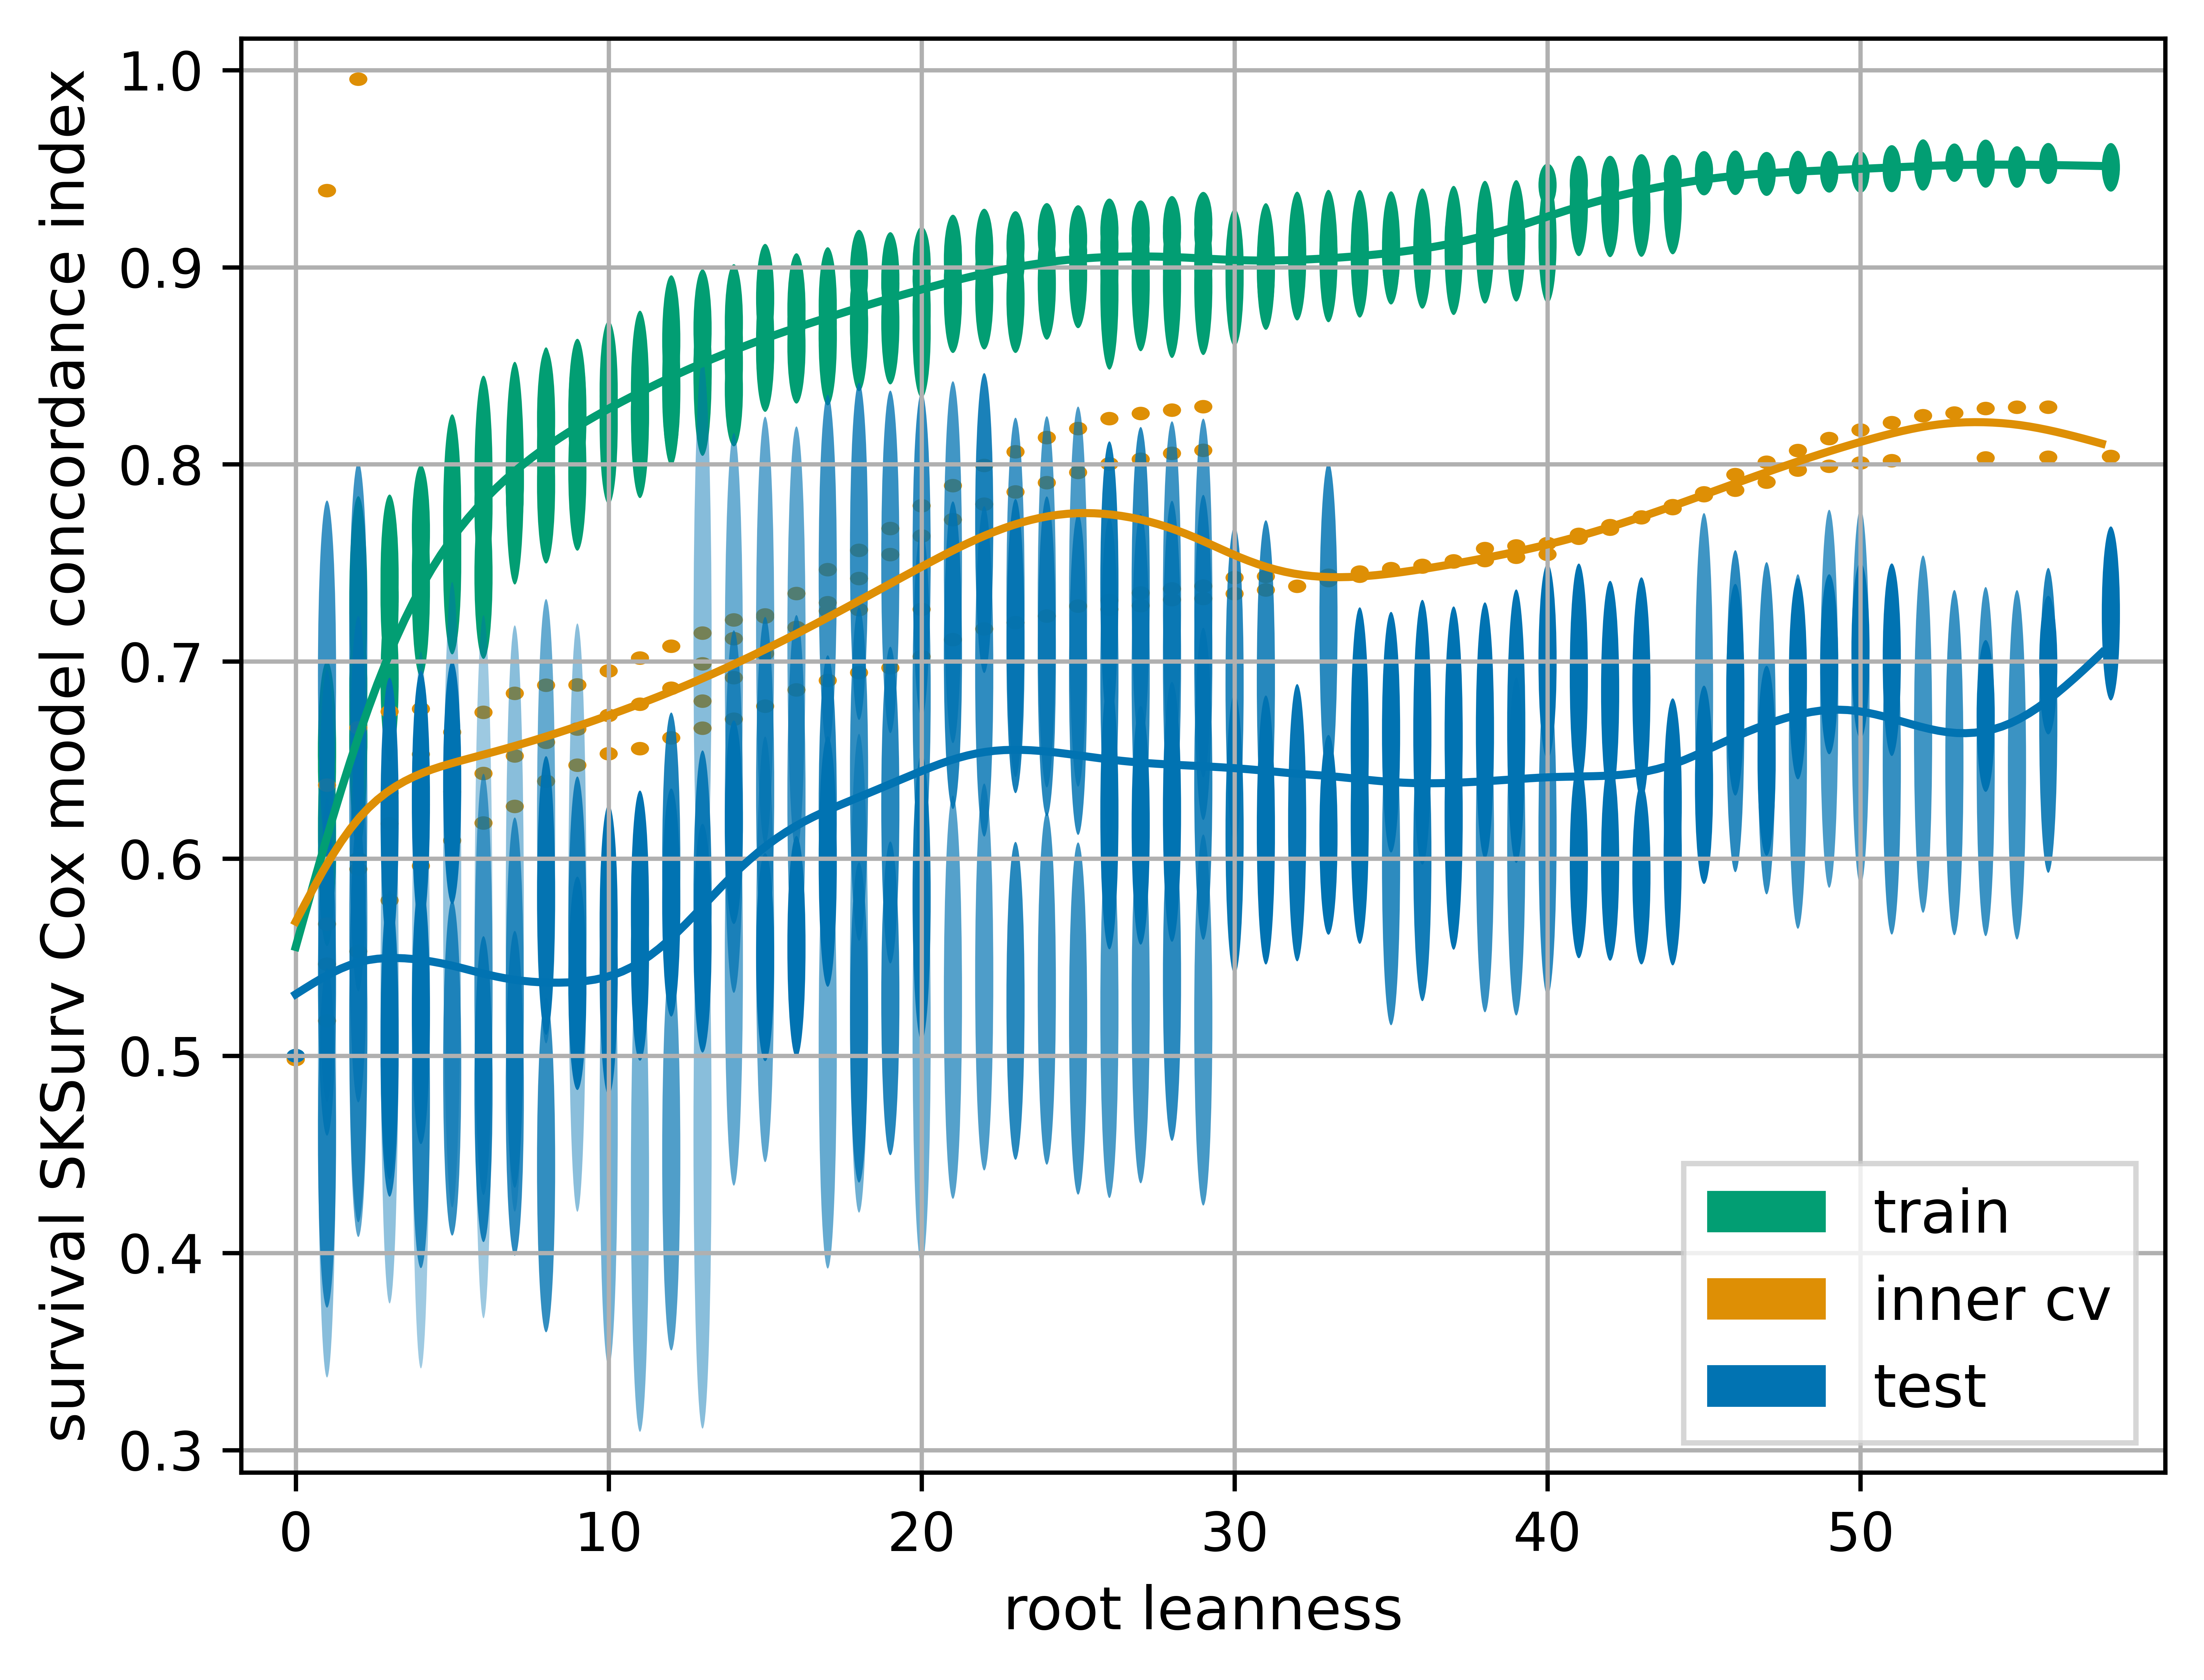 survival SKSurv Cox model concordance index
1.0
0.9
0.8
0.7
0.6
0.5
0.4
0.3
0
10
20
30
40
50
root leanness
train
inner cv
test